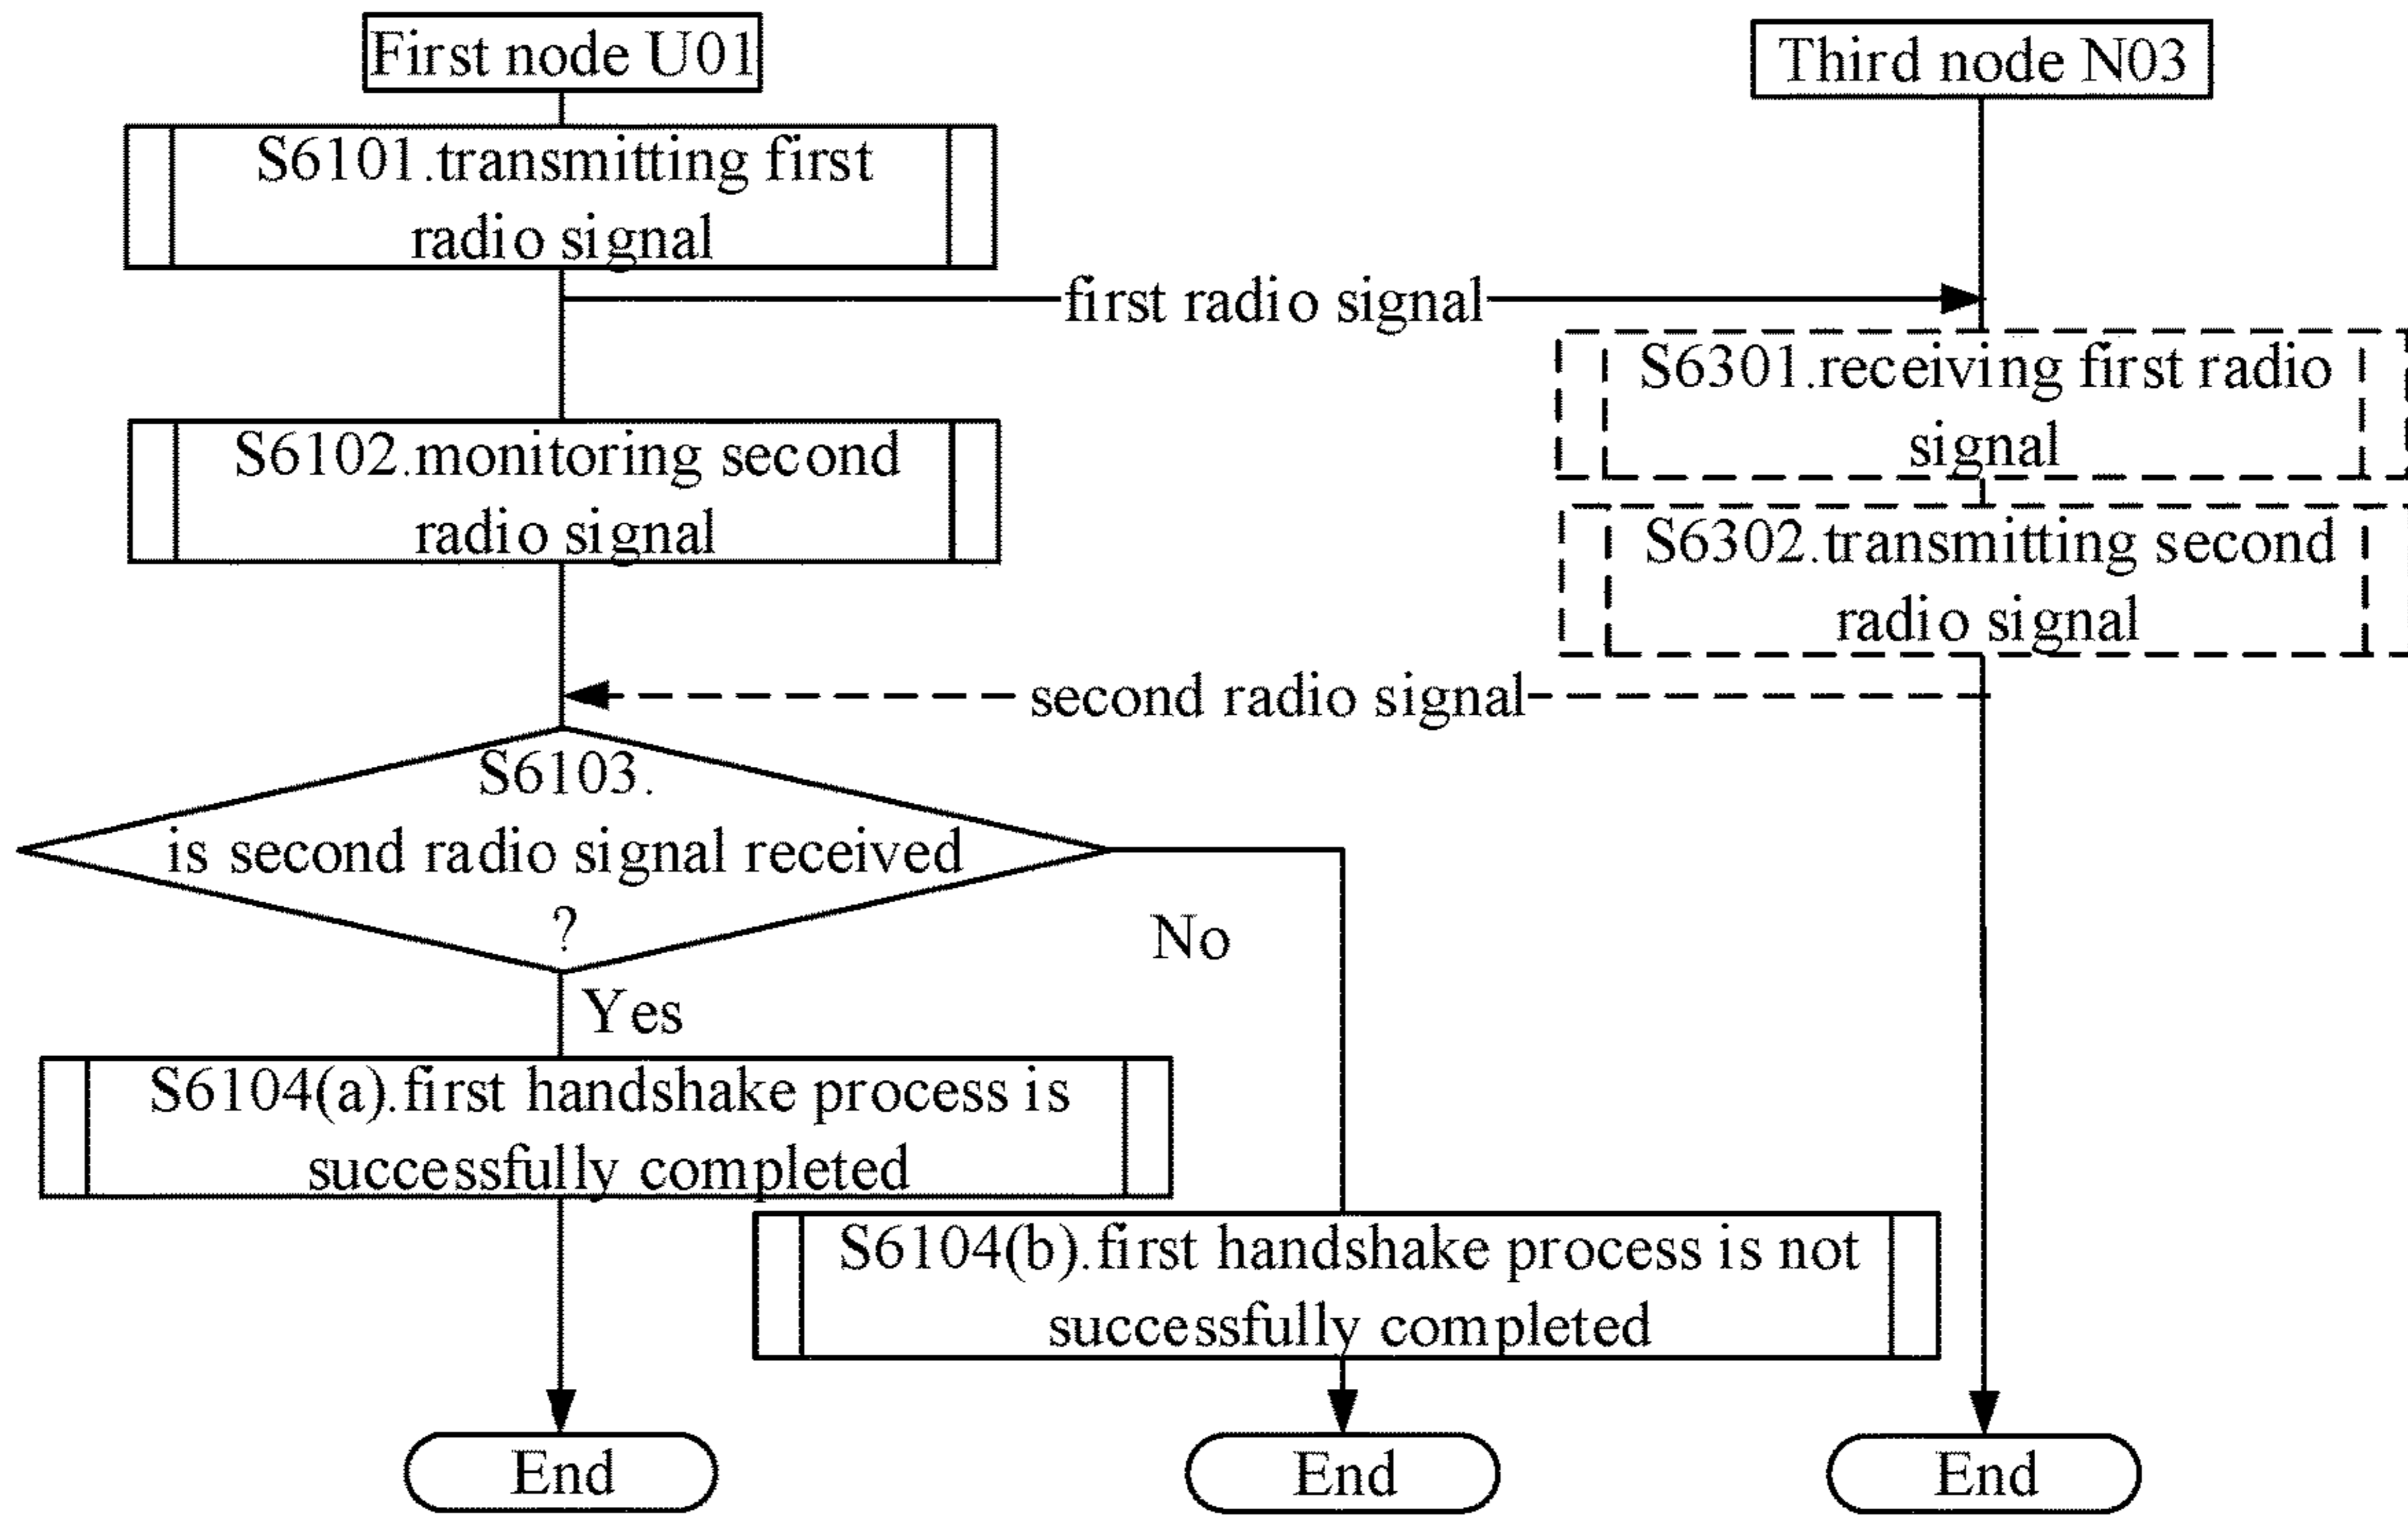 First node U01
Third node N03
S6101.transmitting first
radio signal
first radio signal
S6301.receiving first radio
signal
S6102.monitoring second
radio signal
S6302.transmitting second
radio signal
second radio signal
S6103.
is second radio signal received
?
No
Yes
S6104(a).first handshake process is
successfully completed
S6104(b).first handshake process is not
successfully completed
End
End
End